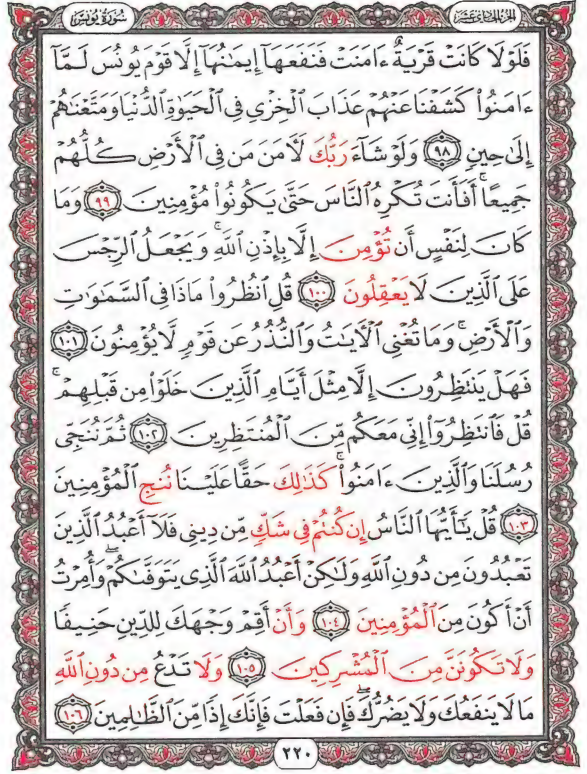 الجزء الحادي عشر
سُورَةُ يُونُسَ
فَلَوْلَا كَانَتْ قَرْيَةٌ ءَامَنَتْ فَنَفَعَهَآ إِيمَٰنُهَآ إِلَّا قَوْمَ يُونُسَ لَمَّآ
ءَامَنُوا۟ كَشَفْنَا عَنْهُمْ عَذَابَ ٱلْخِزْىِ فِى ٱلْحَيَوٰةِ ٱلدُّنْيَا وَمَتَّعْنَٰهُمْ
إِلَىٰ حِينٍ ٩٨ وَلَوْ شَآءَ رَبُّكَ لَءَامَنَ مَن فِى ٱلْأَرْضِ كُلُّهُمْ
جَمِيعًا ۚ أَفَأَنتَ تُكْرِهُ ٱلنَّاسَ حَتَّىٰ يَكُونُوا۟ مُؤْمِنِينَ ٩٩ وَمَا
كَانَ لِنَفْسٍ أَن تُؤْمِنَ إِلَّا بِإِذْنِ ٱللَّهِ ۚ وَيَجْعَلُ ٱلرِّجْسَ
عَلَى ٱلَّذِينَ لَا يَعْقِلُونَ ١٠٠ قُلِ ٱنظُرُوا۟ مَاذَا فِى ٱلسَّمَٰوَٰتِ
وَٱلْأَرْضِ ۚ وَمَا تُغْنِى ٱلْءَايَٰتُ وَٱلنُّذُرُ عَن قَوْمٍ لَّا يُؤْمِنُونَ ١٠١
فَهَلْ يَنتَظِرُونَ إِلَّا مِثْلَ أَيَّامِ ٱلَّذِينَ خَلَوْا۟ مِن قَبْلِهِمْ ۚ
قُلْ فَٱنتَظِرُوٓا۟ إِنِّى مَعَكُم مِّنَ ٱلْمُنتَظِرِينَ ١٠٢ ثُمَّ نُنَجِّى
رُسُلَنَا وَٱلَّذِينَ ءَامَنُوا۟ ۚ كَذَٰلِكَ حَقًّا عَلَيْنَا نُنجِ ٱلْمُؤْمِنِينَ
١٠٣ قُلْ يَٰٓأَيُّهَا ٱلنَّاسُ إِن كُنتُمْ فِى شَكٍّ مِّن دِينِى فَلَآ أَعْبُدُ ٱلَّذِينَ
تَعْبُدُونَ مِن دُونِ ٱللَّهِ وَلَٰكِنْ أَعْبُدُ ٱللَّهَ ٱلَّذِى يَتَوَفَّىٰكُمْ ۖ وَأُمِرْتُ
أَنْ أَكُونَ مِنَ ٱلْمُؤْمِنِينَ ١٠٤ وَأَنْ أَقِمْ وَجْهَكَ لِلدِّينِ حَنِيفًا
وَلَا تَكُونَنَّ مِنَ ٱلْمُشْرِكِينَ ١٠٥ وَلَا تَدْعُ مِن دُونِ ٱللَّهِ
مَا لَا يَنفَعُكَ وَلَا يَضُرُّكَ ۖ فَإِن فَعَلْتَ فَإِنَّكَ إِذًا مِّنَ ٱلظَّٰلِمِينَ ١٠٦
٢٢٠